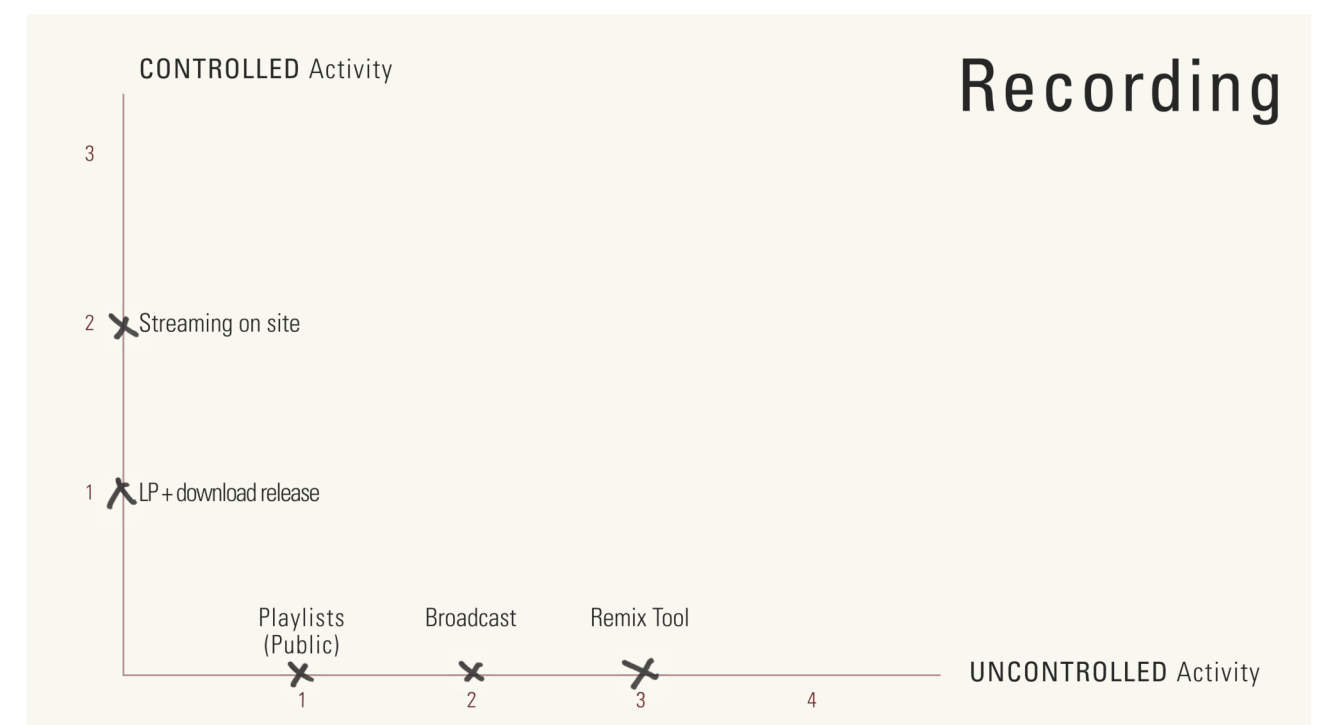 CONTROLLED Activity
Recording
3
2
Streaming on site
1
LP + download release
Playlists
(Public)
Broadcast
Remix Tool
UNCONTROLLED Activity
1
2
3
4